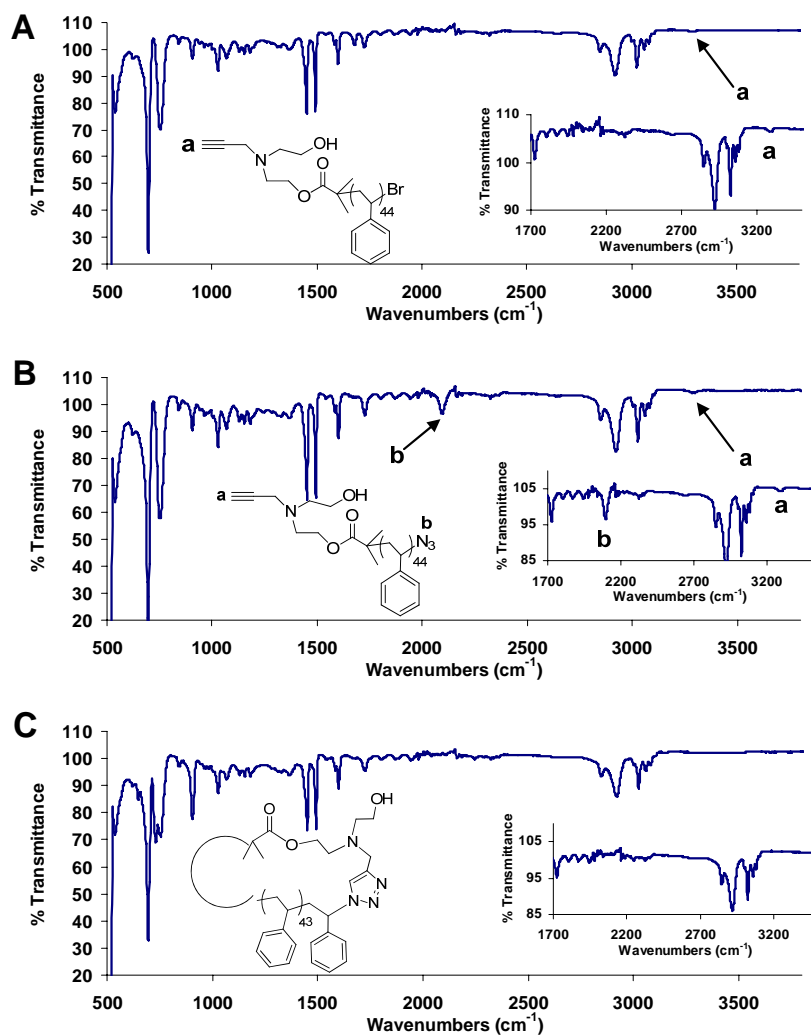 A
110
100
90
80
70
60
50
40
30
20
% Transmittance
500 1000 1500 2000 2500 3000 3500
Wavenumbers (cm-1)
a
a
N
OH
O
O
Br
44
110
105
100
90
% Transmittance
1700 2200 2700 3200
Wavenumbers (cm-1)
a
B
110
100
90
80
70
60
50
40
30
20
% Transmittance
500 1000 1500 2000 2500 3000 3500
Wavenumbers (cm-1)
b
a
a
N
OH
O
O
b
N3
44
105
95
85
% Transmittance
1700 2200 2700 3200
Wavenumbers (cm-1)
b
a
C
110
100
90
80
70
60
50
40
30
20
% Transmittance
500 1000 1500 2000 2500 3000 3500
Wavenumbers (cm-1)
OH
O
O
N
N
N
N
43
105
95
85
% Transmittance
1700 2200 2700 3200
Wavenumbers (cm-1)